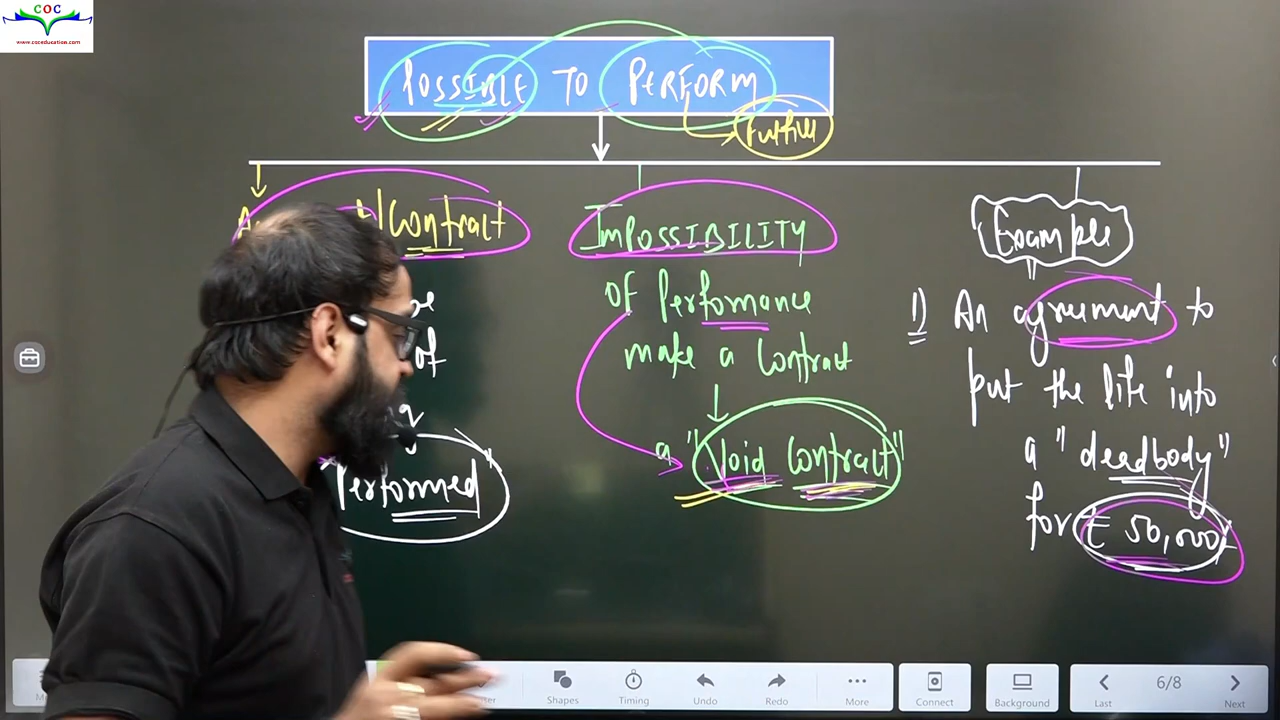 COC
www.coceducation.com
POSSIBLE TO PERFORM
Fulfill
Contract
of
Performed
IMPOSSIBILITY
Of Performance
make a Contract
a "Void Contract"
Example
1) An agreement to
put the life into
a "deadbody"
for ₹ 50,000/-
Shapes
Timing
Undo
Redo
More
Connect
Background
Last
6/8
Next